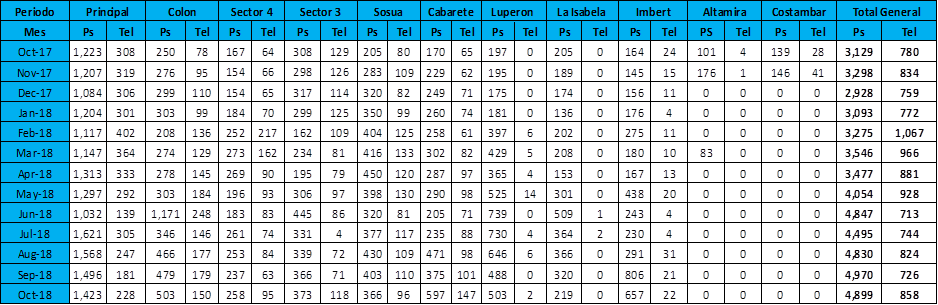 Periodo Principal Colon Sector 4 Sector 3 Sosua Cabarete Luperon La Isabela Imbert Altamira Costambar Total General
Mes Ps Tel Ps Tel Ps Tel Ps Tel Ps Tel Ps Tel Ps Tel Ps Tel Ps Tel PS Tel Ps Tel Ps Tel
Oct-17 1,223 308 250 78 167 64 308 129 205 80 170 65 197 0 205 0 164 24 101 4 139 28 3,129 780
Nov-17 1,207 319 276 95 154 66 298 126 283 109 229 62 195 0 189 0 145 15 176 1 146 41 3,298 834
Dec-17 1,084 306 299 110 154 65 317 114 320 82 249 71 175 0 174 0 156 11 0 0 0 0 2,928 759
Jan-18 1,204 301 303 99 184 70 299 125 350 99 260 74 181 0 136 0 176 4 0 0 0 0 3,093 772
Feb-18 1,117 402 208 136 252 217 162 109 404 125 258 61 397 6 202 0 275 11 0 0 0 0 3,275 1,067
Mar-18 1,147 364 274 129 273 162 234 81 416 133 302 82 429 5 208 0 180 10 83 0 0 3,546 966
Apr-18 1,313 333 278 145 269 90 195 79 450 120 287 97 365 4 153 0 167 13 0 0 0 0 3,477 881
May-18 1,297 292 303 184 196 93 306 97 398 130 290 98 525 14 301 0 438 20 0 0 0 0 4,054 928
Jun-18 1,032 139 1,171 248 183 83 445 86 320 81 205 71 739 0 509 1 243 4 0 0 0 0 4,847 713
Jul-18 1,621 305 346 146 261 74 331 4 377 117 235 88 730 4 364 2 230 4 0 0 0 0 4,495 744
Aug-18 1,568 247 466 177 253 84 339 72 430 109 471 98 646 6 366 0 291 31 0 0 0 0 4,830 824
Sep-18 1,496 181 479 179 237 63 366 71 403 110 375 101 488 0 320 0 806 21 0 0 0 0 4,970 726
Oct-18 1,423 228 503 150 258 95 373 118 366 96 597 147 503 2 219 0 657 22 0 0 0 0 4,899 858